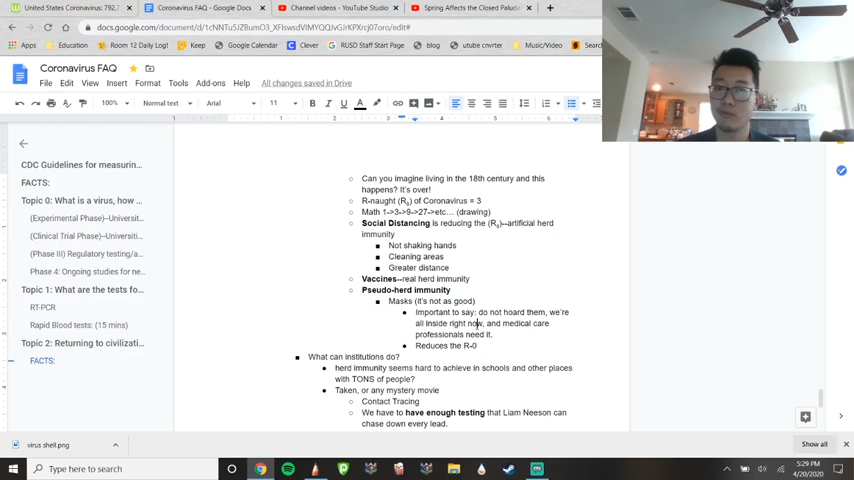 United States Coronavirus: 792,7
Coronavirus FAQ - Google Docs
Channel videos - YouTube Studio
Spring Affects the Closed Palud
docs.google.com/document/d/1cNNTu5JZBumO3_XFIswsdVIMYQQJvGJrKPXrcj07oro/edit#
Apps
Education
Room 12 Daily Log!
Keep
Google Calendar
Clever
RUSD Staff Start Page
blog
utube cnvrter
Music/Video
Search
Coronavirus FAQ
File Edit View Insert Format Tools Add-ons Help All changes saved in Drive
100% Normal text Arial 11 B I U A
1 1 2 3 4 5 6 7
CDC Guidelines for measurin...
FACTS:
Topic 0: What is a virus, how ...
(Experimental Phase)--Universit...
(Clinical Trial Phase)--Universiti...
(Phase III) Regulatory testing/a...
Phase 4: Ongoing studies for ne...
Topic 1: What are the tests fo...
RT-PCR
Rapid Blood tests: (15 mins)
Topic 2: Returning to civilizati...
FACTS:
Can you imagine living in the 18th century and this
happens? It's over!
R-naught (R0) of Coronavirus = 3
Math 1->3->9->27->etc... (drawing)
Social Distancing is reducing the (R0)--artificial herd
immunity
Not shaking hands
Cleaning areas
Greater distance
Vaccines--real herd immunity
Pseudo-herd immunity
Masks (it's not as good)
Important to say: do not hoard them, we're
all inside right now, and medical care
professionals need it.
Reduces the R-0
What can institutions do?
herd immunity seems hard to achieve in schools and other places
with TONS of people?
Taken, or any mystery movie
Contact Tracing
We have to have enough testing that Liam Neeson can
chase down every lead.
virus shell.png
Show all
Type here to search
5:29 PM
4/20/2020